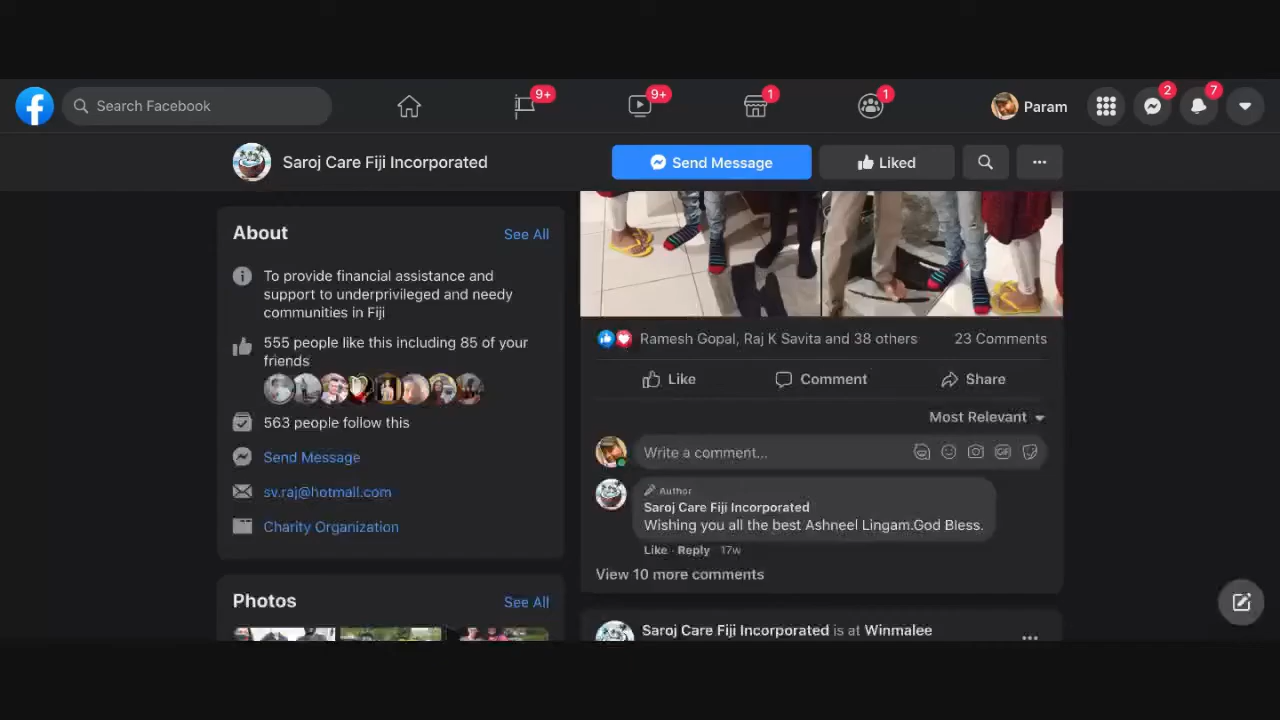 Search Facebook
9+
9+
1
1
Param
2
7
Saroj Care Fiji Incorporated
Send Message
Liked
About
See All
To provide financial assistance and
support to underprivileged and needy
communities in Fiji
555 people like this including 85 of your
friends
563 people follow this
Send Message
sv.raj@hotmail.com
Charity Organization
Photos
See All
Ramesh Gopal, Raj K Savita and 38 others
23 Comments
Like
Comment
Share
Most Relevant
Write a comment...
GIF
Author
Saroj Care Fiji Incorporated
Wishing you all the best Ashneel Lingam.God Bless.
Like · Reply 17w
View 10 more comments
Saroj Care Fiji Incorporated is at Winmalee